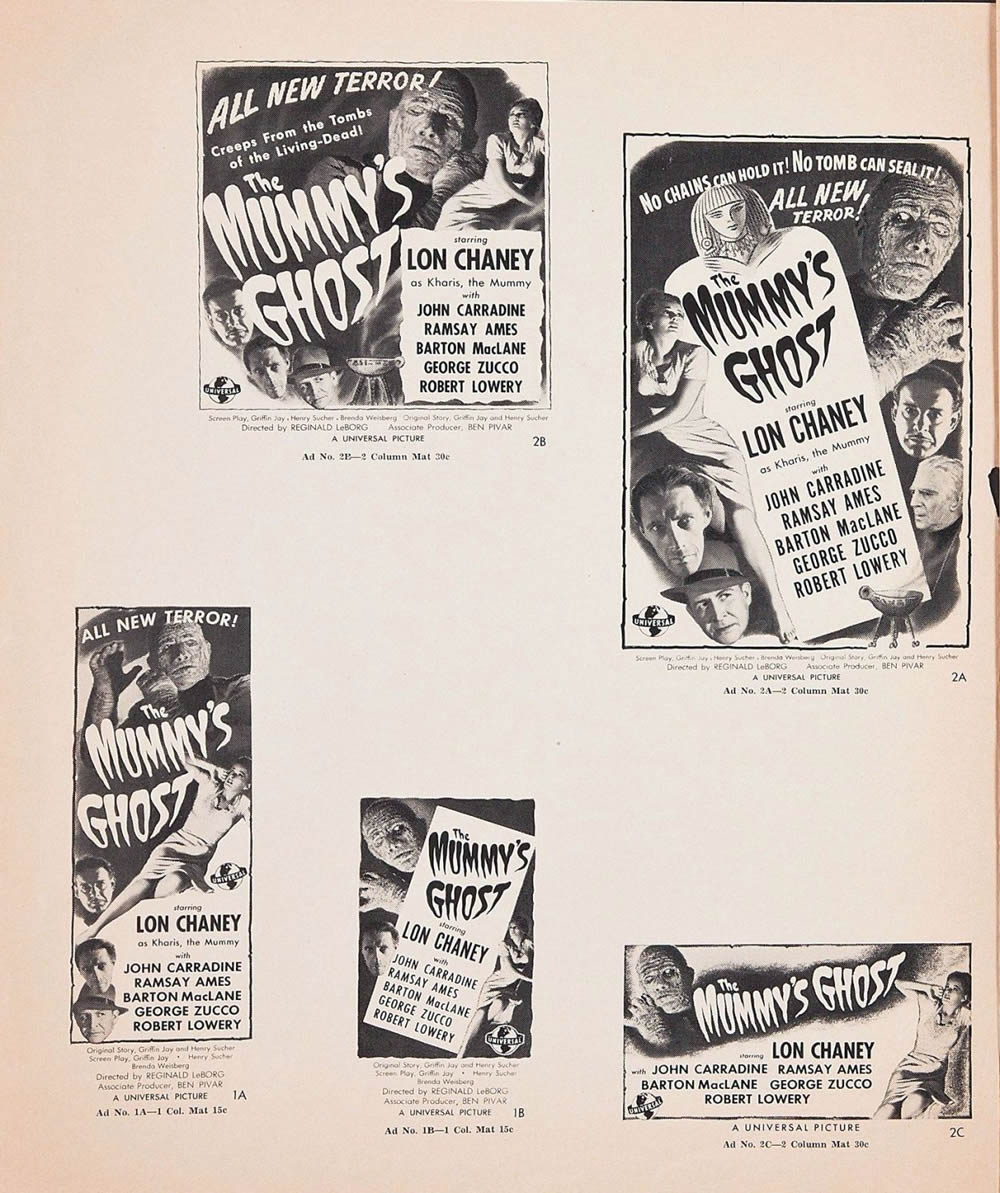 ALL NEW TERROR!
Creeps From the Tombs
of the Living-Dead!
The
MUMMY'S
GHOST
starring
LON CHANEY
as Kharis, the Mummy
with
JOHN CARRADINE
RAMSAY AMES
BARTON MacLANE
GEORGE ZUCCO
ROBERT LOWERY
UNIVERSAL
Screen Play, Griffin Jay • Henry Sucher • Brenda Weisberg Original Story, Griffin Jay and Henry Sucher
Directed by REGINALD LeBORG Associate Producer, BEN PIVAR
A UNIVERSAL PICTURE
2B
Ad No. 2B—2 Column Mat 30c
NO CHAINS CAN HOLD IT! NO TOMB CAN SEAL IT!
ALL NEW
TERROR!
The
MUMMY'S
GHOST
starring
LON CHANEY
as Kharis, the Mummy
with
JOHN CARRADINE
RAMSAY AMES
BARTON MacLANE
GEORGE ZUCCO
ROBERT LOWERY
UNIVERSAL
Screen Play, Griffin Jay • Henry Sucher • Brenda Weisberg Original Story, Griffin Jay and Henry Sucher
Directed by REGINALD LeBORG Associate Producer, BEN PIVAR
A UNIVERSAL PICTURE
2A
Ad No. 2A—2 Column Mat 30c
ALL NEW TERROR!
The
MUMMY'S
GHOST
UNIVERSAL
starring
LON CHANEY
as Kharis, the Mummy
with
JOHN CARRADINE
RAMSAY AMES
BARTON MacLANE
GEORGE ZUCCO
ROBERT LOWERY
Original Story, Griffin Jay and Henry Sucher
Screen Play, Griffin Jay • Henry Sucher
Brenda Weisberg
Directed by REGINALD LeBORG
Associate Producer, BEN PIVAR
A UNIVERSAL PICTURE
1A
Ad No. 1A—1 Col. Mat 15c
The
MUMMY'S
GHOST
starring
LON CHANEY
with
JOHN CARRADINE
RAMSAY AMES
BARTON MacLANE
GEORGE ZUCCO
ROBERT LOWERY
UNIVERSAL
Original Story, Griffin Jay and Henry Sucher
Screen Play, Griffin Jay • Henry Sucher
Brenda Weisberg
Directed by REGINALD LeBORG
Associate Producer, BEN PIVAR
A UNIVERSAL PICTURE
1B
Ad No. 1B—1 Col. Mat 15c
The
MUMMY'S GHOST
starring LON CHANEY
with JOHN CARRADINE RAMSAY AMES
BARTON MacLANE GEORGE ZUCCO
ROBERT LOWERY
UNIVERSAL
A UNIVERSAL PICTURE
2C
Ad No. 2C—2 Column Mat 30c